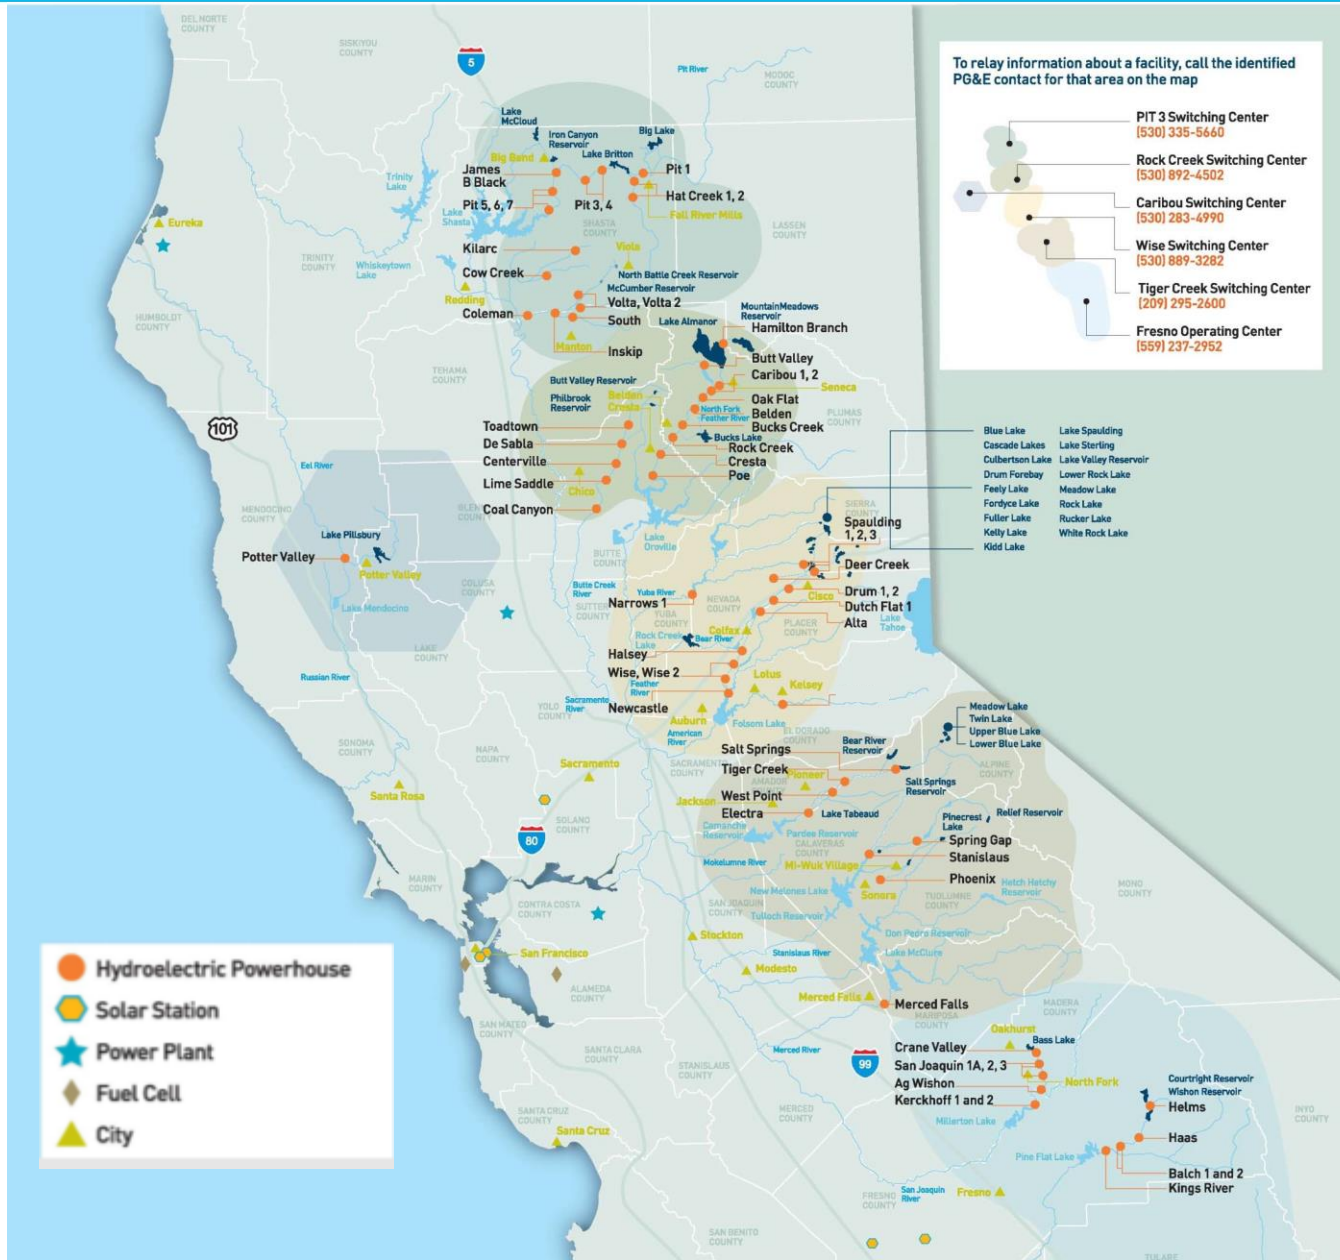 DEL NORTE
COUNTY
SISKIYOU
COUNTY
5
Pit River
MODOC
COUNTY
To relay information about a facility, call the identified
PG&E contact for that area on the map
PIT 3 Switching Center
(530) 335-5660
Rock Creek Switching Center
(530) 892-4502
Caribou Switching Center
(530) 283-4990
Wise Switching Center
(530) 889-3282
Tiger Creek Switching Center
(209) 295-2600
Fresno Operating Center
(559) 237-2952
Lake
McCloud
Iron Canyon
Reservoir
Big Lake
Big Bend
Lake Britton
James
B Black
Pit 1
Trinity
Lake
Pit 5, 6, 7
Pit 3, 4
Hat Creek 1, 2
Lake
Shasta
SHASTA
COUNTY
Fall River Mills
LASSEN
COUNTY
Eureka
Kilarc
Viola
TRINITY
COUNTY
Whiskeytown
Lake
Cow Creek
North Battle Creek Reservoir
McCumber Reservoir
Redding
Volta, Volta 2
Coleman
South
HUMBOLDT
COUNTY
Manton
Inskip
MountainMeadows
Reservoir
Lake Almanor
Hamilton Branch
TEHAMA
COUNTY
Butt Valley
Caribou 1, 2
Butt Valley Reservoir
Seneca
Philbrook
Reservoir
Belden
Cresta
Oak Flat
North Fork
Feather River
Belden
PLUMAS
COUNTY
Toadtown
Bucks Creek
101
De Sabla
Bucks Lake
Rock Creek
Centerville
Cresta
Eel River
Lime Saddle
Chico
Poe
Coal Canyon
MENDOCINO
COUNTY
GLENN
COUNTY
Blue Lake
Cascade Lakes
Culbertson Lake
Drum Forebay
Feely Lake
Fordyce Lake
Fuller Lake
Kelly Lake
Kidd Lake
Lake Spaulding
Lake Sterling
Lake Valley Reservoir
Lower Rock Lake
Meadow Lake
Rock Lake
Rucker Lake
White Rock Lake
SIERRA
COUNTY
Lake Pillsbury
Lake
Oroville
Spaulding
1, 2, 3
Potter Valley
Potter Valley
BUTTE
COUNTY
Deer Creek
COLUSA
COUNTY
Butte Creek
River
Yuba River
NEVADA
COUNTY
Cisco
Drum 1, 2
Lake Mendocino
SUTTER
COUNTY
Narrows 1
YUBA
COUNTY
Dutch Flat 1
Alta
Lake
Tahoe
PLACER
COUNTY
Colfax
Rock Creek
Lake
Bear River
LAKE
COUNTY
Halsey
Wise, Wise 2
Lotus
Kelsey
Russian River
Feather
River
Sacramento
River
Newcastle
YOLO
COUNTY
Auburn
Folsom Lake
American
River
EL DORADO
COUNTY
Meadow Lake
Twin Lake
Upper Blue Lake
Lower Blue Lake
SONOMA
COUNTY
NAPA
COUNTY
Salt Springs
Bear River
Reservoir
Sacramento
SACRAMENTO
COUNTY
Tiger Creek
Pioneer
ALPINE
COUNTY
Santa Rosa
AMADOR
West Point
Salt Springs
Reservoir
Jackson
Electra
Lake Tabeaud
SOLANO
COUNTY
Camanche
Reservoir
Pardee Reservoir
Pinecrest
Lake
Relief Reservoir
80
CALAVERAS
COUNTY
Spring Gap
Mokelumne River
Mi-Wuk Village
Stanislaus
MARIN
COUNTY
Phoenix
New Melones Lake
Sonora
Hetch Hetchy
Reservoir
MONO
COUNTY
CONTRA COSTA
COUNTY
SAN JOAQUIN
COUNTY
Tulloch Reservoir
TUOLUMNE
COUNTY
Stockton
Don Pedro Reservoir
San Francisco
Stanislaus River
Lake McClure
Modesto
ALAMEDA
COUNTY
Merced Falls
Merced Falls
MADERA
COUNTY
MARIPOSA
COUNTY
SAN MATEO
COUNTY
Oakhurst
SANTA CLARA
COUNTY
Merced River
Crane Valley
Bass Lake
99
STANISLAUS
COUNTY
San Joaquin 1A, 2, 3
North Fork
Courtright Reservoir
Wishon Reservoir
Ag Wishon
Kerckhoff 1 and 2
Helms
SANTA CRUZ
COUNTY
MERCED
COUNTY
Millerton Lake
INYO
COUNTY
Santa Cruz
Haas
Pine Flat Lake
Balch 1 and 2
Kings River
FRESNO
COUNTY
San Joaquin
River
Fresno
SAN BENITO
COUNTY
TULARE
Hydroelectric Powerhouse
Solar Station
Power Plant
Fuel Cell
City